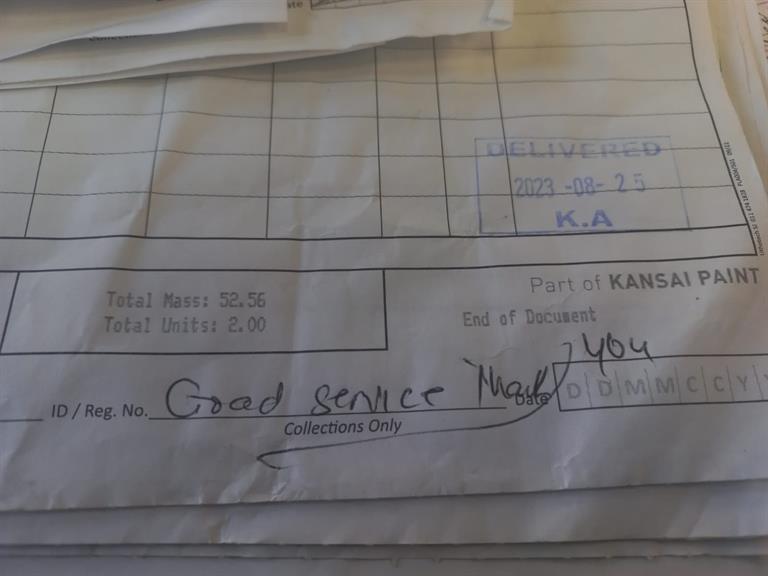 DELIVERED
2023 -08- 25
K.A
Part of KANSAI PAINT
Total Mass: 52.56
Total Units: 2.00
End of Document
ID / Reg. No. Good service Thank you
Date D D M M C C Y
Collections Only